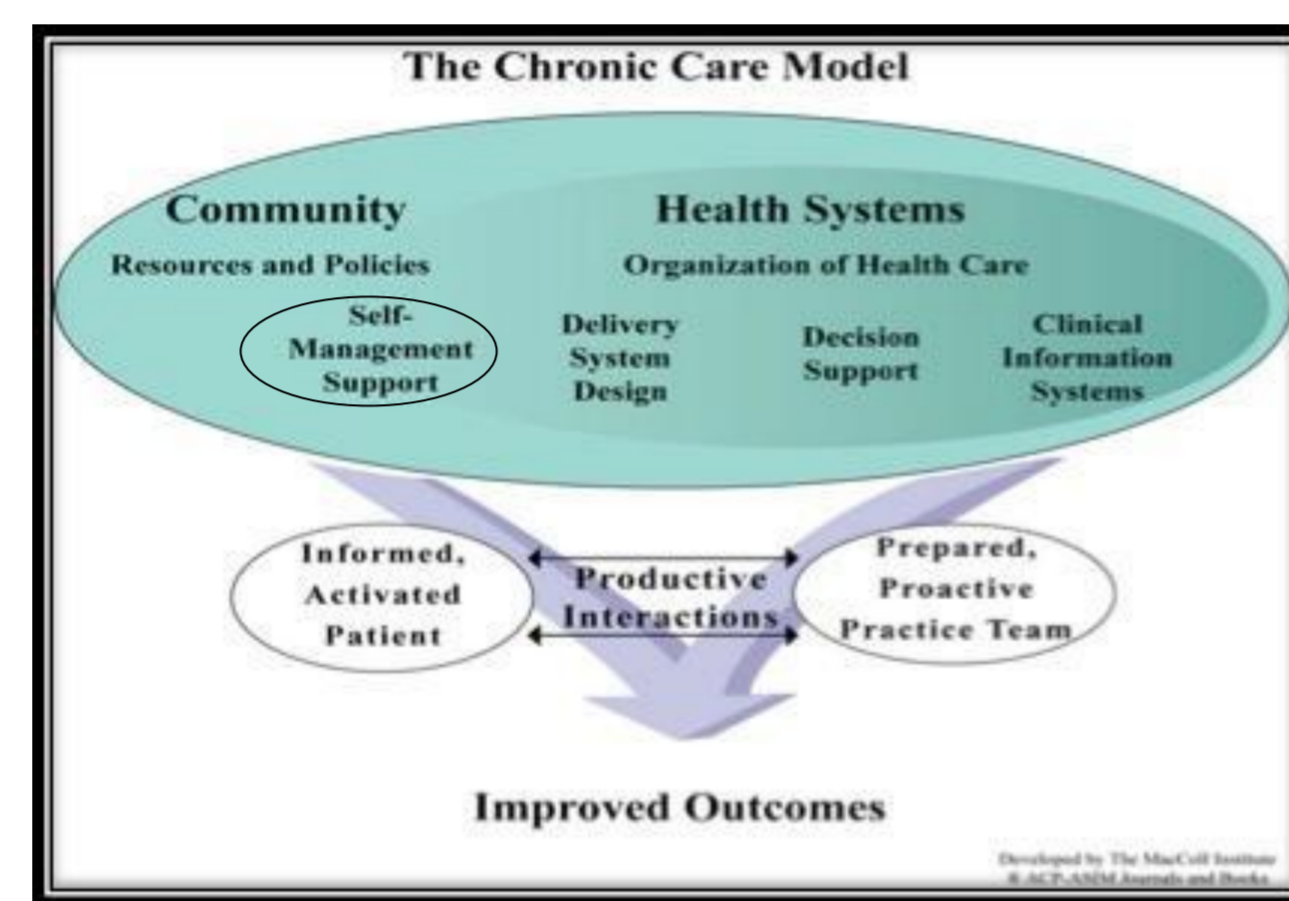 The Chronic Care Model
Community
Resources and Policies
Health Systems
Organization of Health Care
Self-
Management
Support
Delivery
System
Design
Decision
Support
Clinical
Information
Systems
Informed,
Activated
Patient
Productive
Interactions
Prepared,
Proactive
Practice Team
Improved Outcomes
Developed by The MacColl Institute
® ACP-ASIM Journals and Books